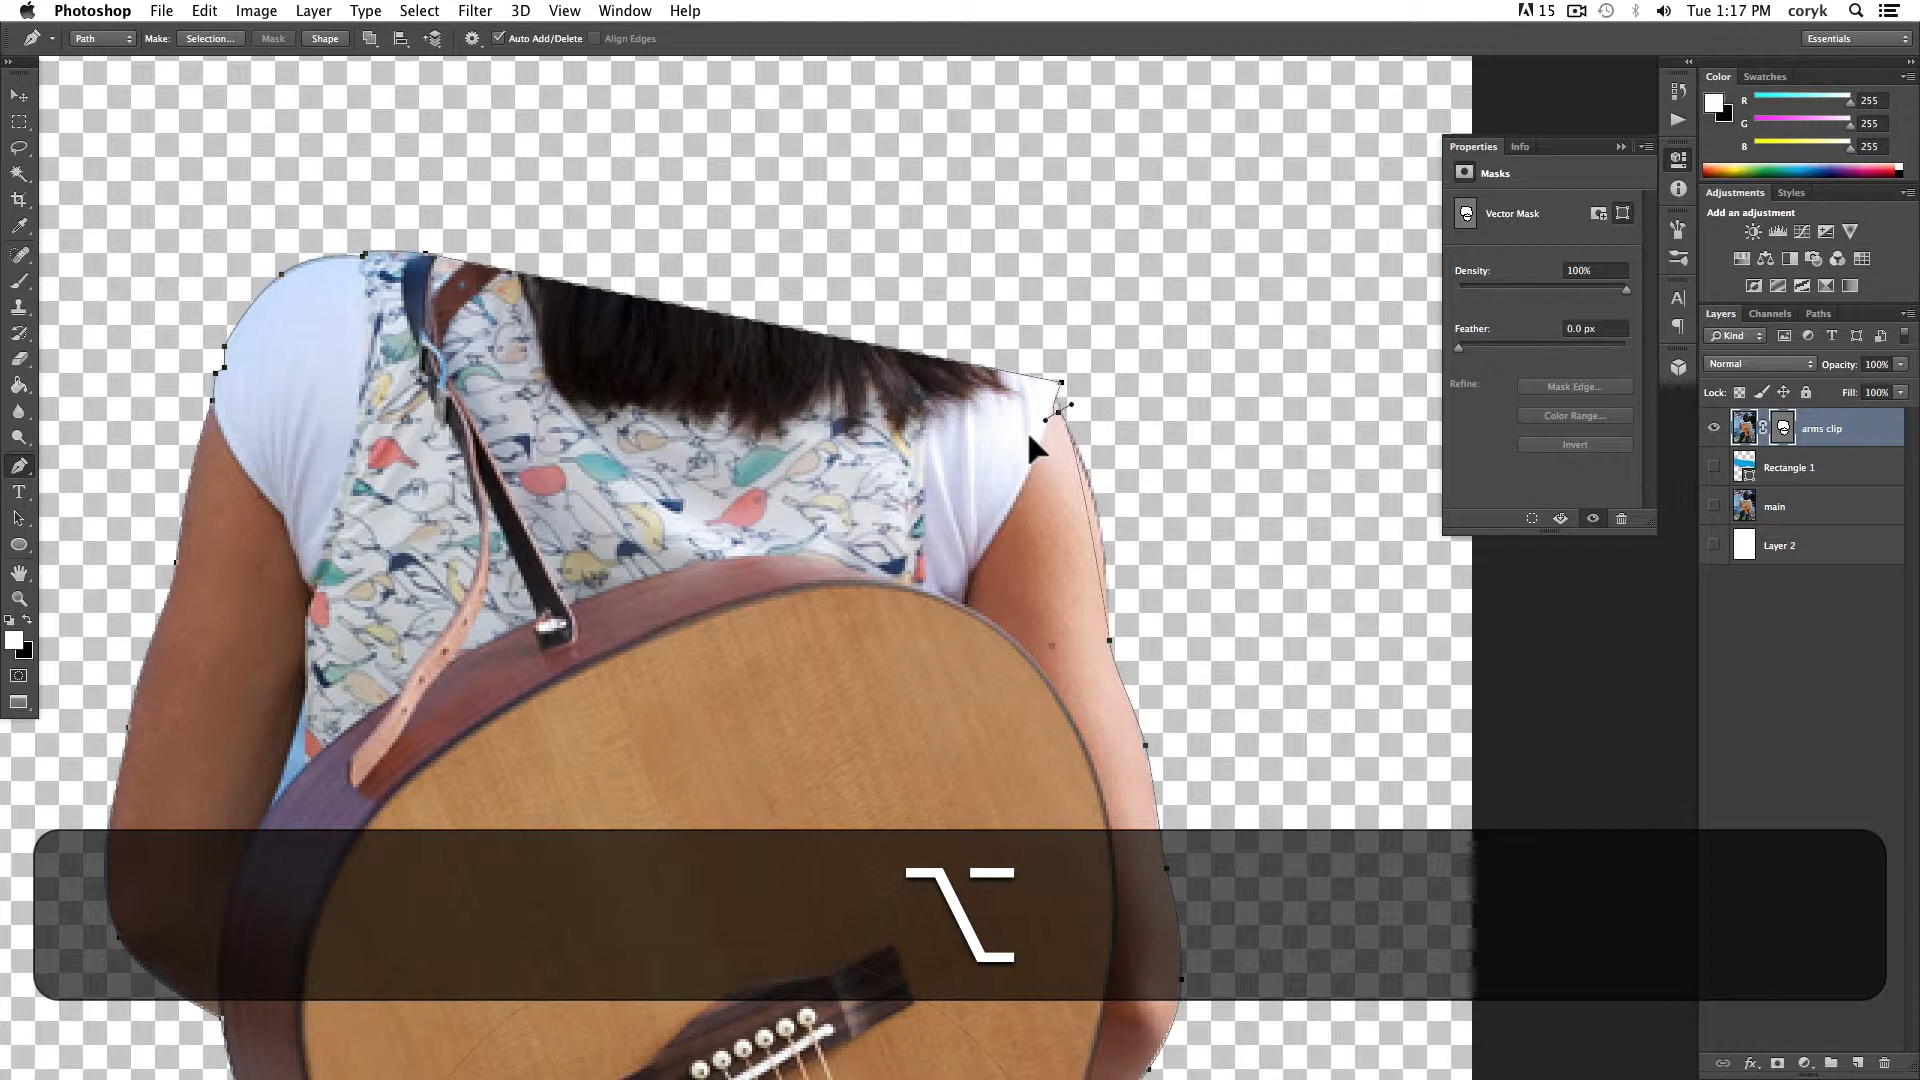 Photoshop File Edit Image Layer Type Select Filter 3D View Window Help 15 Tue 1:17 PM coryk
Path Make: Selection... Mask Shape Auto Add/Delete Align Edges Essentials
Color Swatches
R 255
G 255
B 255
Properties Info
Masks
Vector Mask
Density: 100%
Feather: 0.0 px
Refine: Mask Edge...
Color Range...
Invert
Adjustments Styles
Add an adjustment
Layers Channels Paths
Kind
Normal Opacity: 100%
Lock: Fill: 100%
arms clip
Rectangle 1
main
Layer 2
⌥